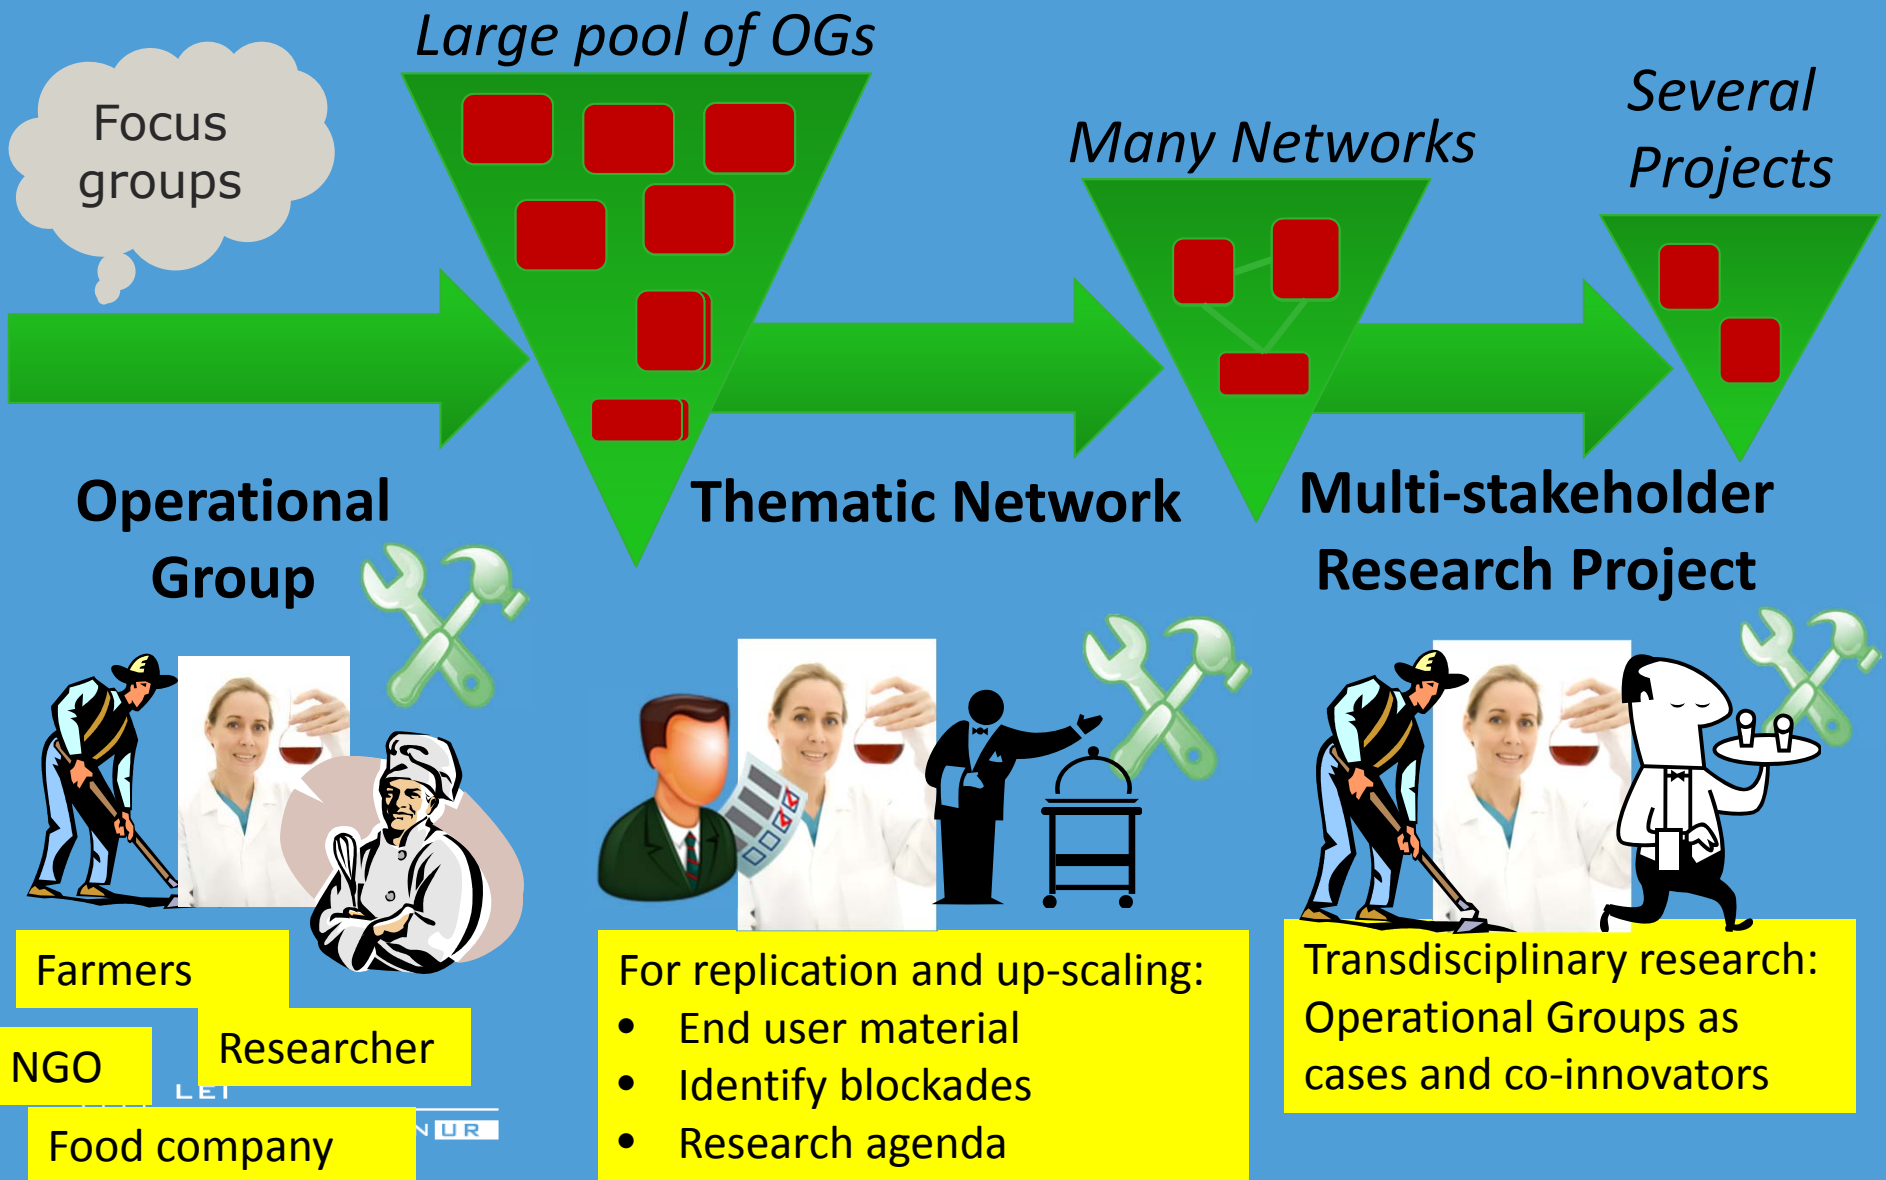 Large pool of OGs
Focus
groups
Many Networks
Several
Projects
Operational
Group
Thematic Network
Multi-stakeholder
Research Project
Farmers
Researcher
NGO
LEI
UR
Food company
For replication and up-scaling:
• End user material
• Identify blockades
• Research agenda
Transdisciplinary research:
Operational Groups as
cases and co-innovators